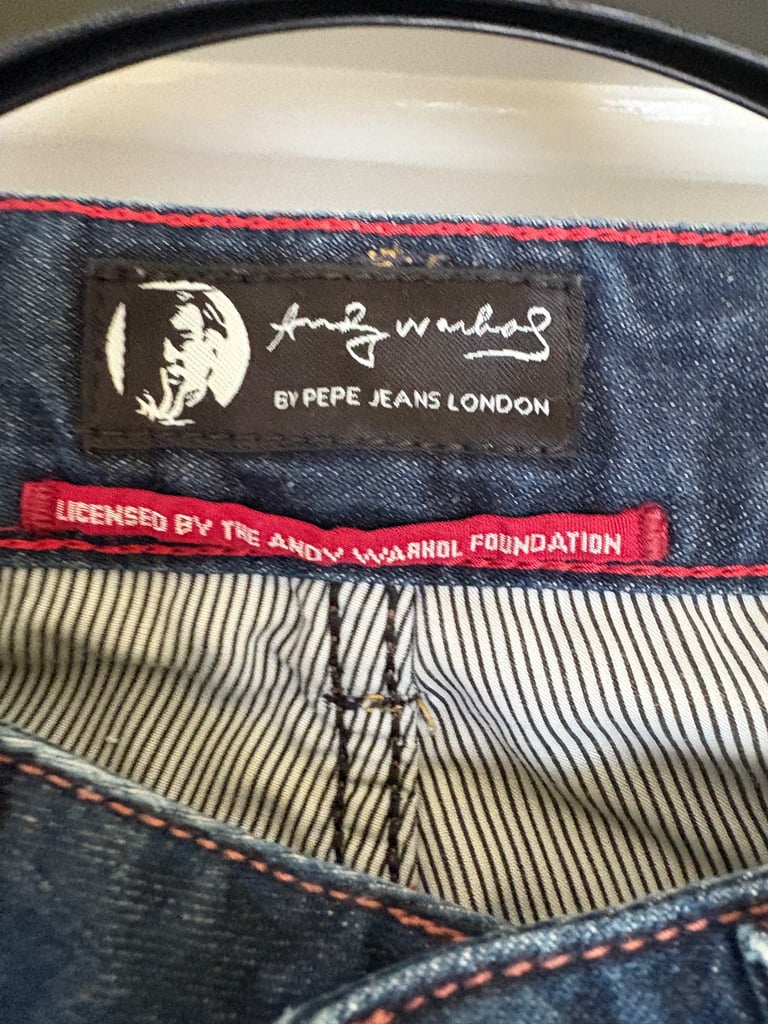 Andy Warhol
BY PEPE JEANS LONDON
LICENSED BY THE ANDY WARHOL FOUNDATION